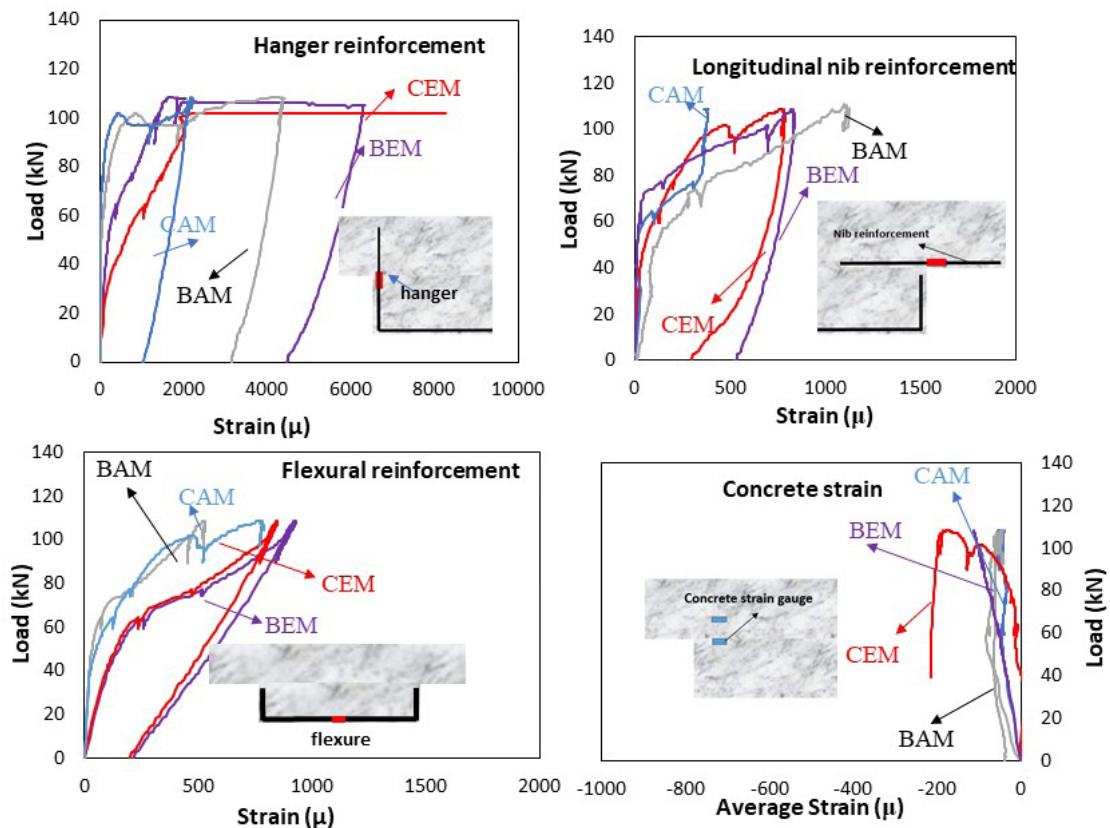 Hanger reinforcement
140
120
100
80
60
40
20
0
Load (kN)
CEM
BEM
CAM
BAM
hanger
0 2000 4000 6000 8000 10000
Strain (μ)
Longitudinal nib reinforcement
140
120
100
80
60
40
20
0
Load (kN)
CAM
BAM
BEM
Nib reinforcement
CEM
0 500 1000 1500 2000
Strain (μ)
Flexural reinforcement
140
120
100
80
60
40
20
0
Load (kN)
BAM
CAM
CEM
BEM
flexure
0 500 1000 1500 2000
Strain (μ)
Concrete strain
140
120
100
80
60
40
20
0
Load (kN)
CAM
BEM
Concrete strain gauge
CEM
BAM
-1000 -800 -600 -400 -200 0
Average Strain (μ)